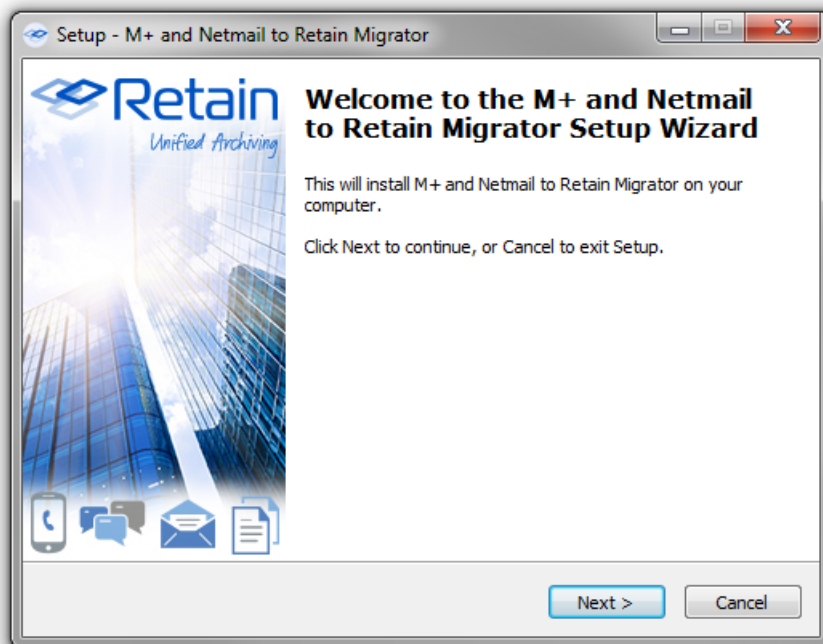 Setup - M+ and Netmail to Retain Migrator
Retain
Unified Archiving
Welcome to the M+ and Netmail
to Retain Migrator Setup Wizard
This will install M+ and Netmail to Retain Migrator on your
computer.
Click Next to continue, or Cancel to exit Setup.
Next >
Cancel